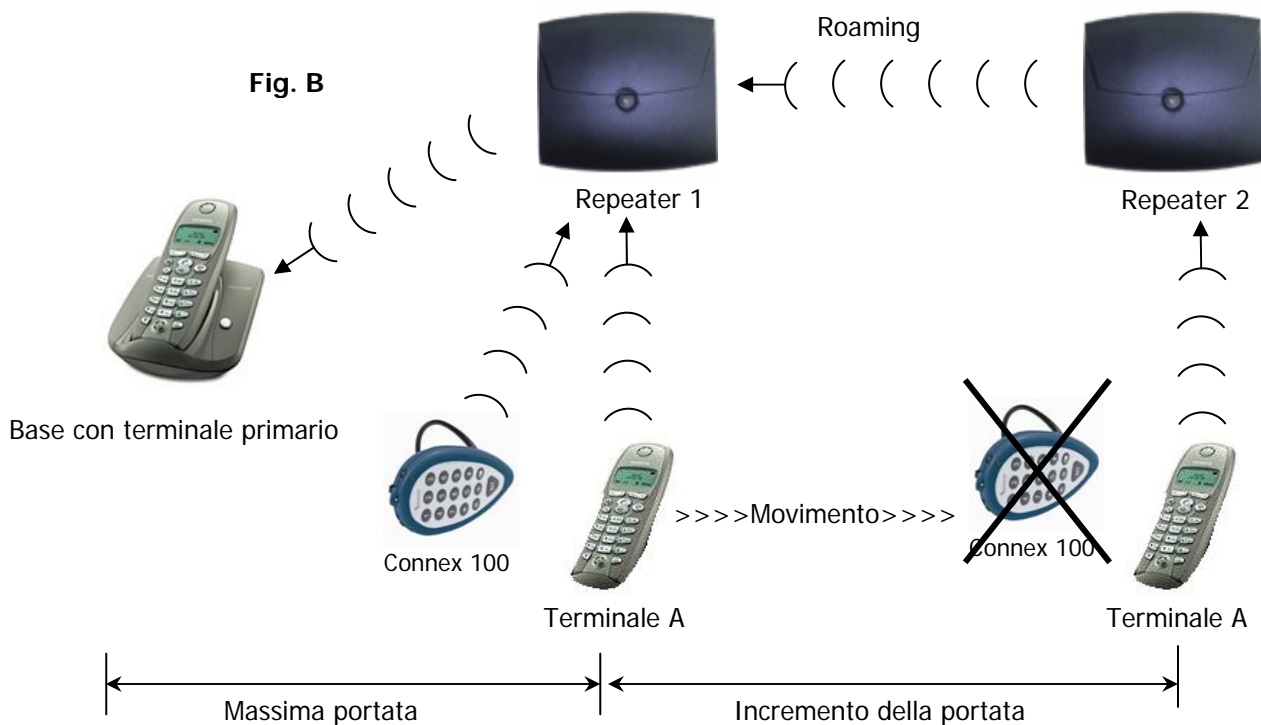 Roaming
Fig. B
Repeater 1
Repeater 2
Base con terminale primario
>>>>Movimento>>>>
Connex 100
Connex 100
Terminale A
Terminale A
Massima portata
Incremento della portata